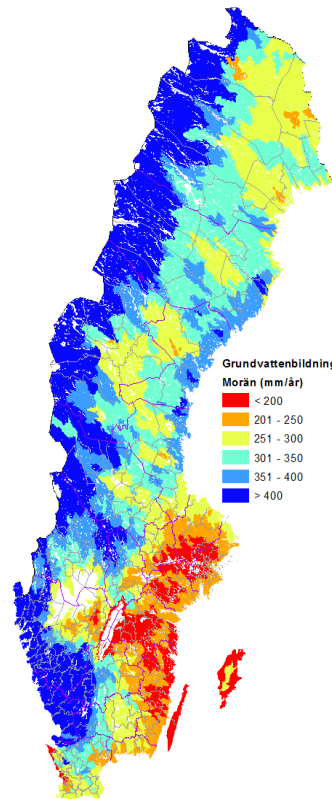 Grundvattenbildning
Morän (mm/år)
< 200
201 - 250
251 - 300
301 - 350
351 - 400
> 400